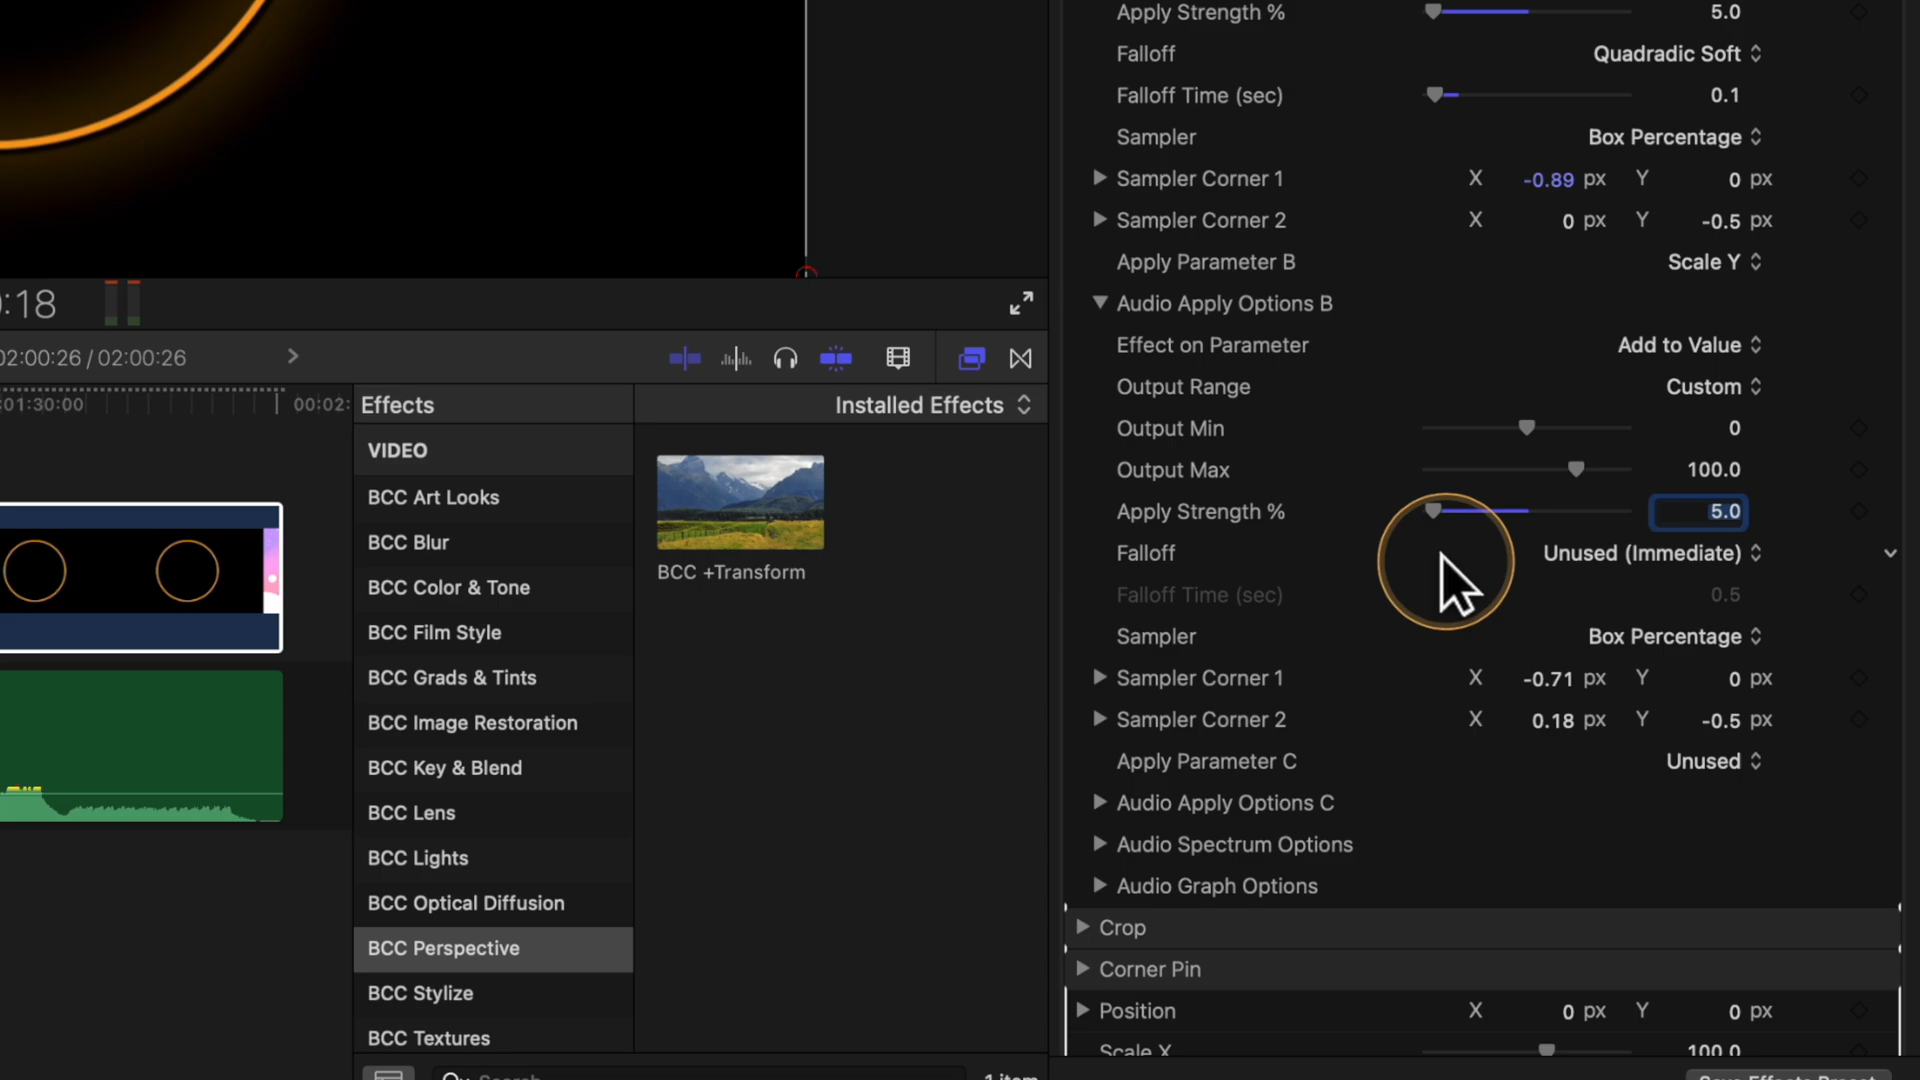 Apply Strength % 5.0
Falloff Quadradic Soft
Falloff Time (sec) 0.1
Sampler Box Percentage
Sampler Corner 1 X -0.89 px Y 0 px
Sampler Corner 2 X 0 px Y -0.5 px
Apply Parameter B Scale Y
Audio Apply Options B
Effect on Parameter Add to Value
Output Range Custom
Output Min 0
Output Max 100.0
Apply Strength % 5.0
Falloff Unused (Immediate)
Falloff Time (sec) 0.5
Sampler Box Percentage
Sampler Corner 1 X -0.71 px Y 0 px
Sampler Corner 2 X 0.18 px Y -0.5 px
Apply Parameter C Unused
Audio Apply Options C
Audio Spectrum Options
Audio Graph Options
Crop
Corner Pin
Position X 0 px Y 0 px
Scale X 100.0
Save Effects Preset
:18
02:00:26 / 02:00:26
:01:30:00 00:02:
Effects
Installed Effects
VIDEO
BCC Art Looks
BCC Blur
BCC Color & Tone
BCC Film Style
BCC Grads & Tints
BCC Image Restoration
BCC Key & Blend
BCC Lens
BCC Lights
BCC Optical Diffusion
BCC Perspective
BCC Stylize
BCC Textures
BCC +Transform
Search
1 item